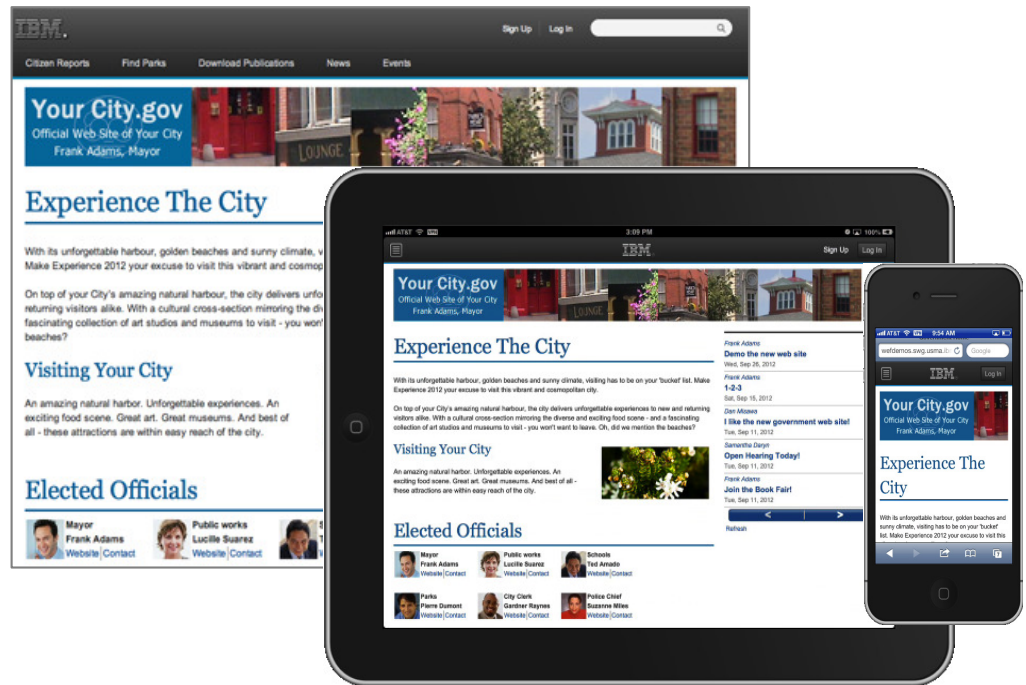 IBM.
Sign Up Log In
Citizen Reports Find Parks Download Publications News Events
Your City.gov
Official Web Site of Your City
Frank Adams, Mayor
LOUNGE
Experience The City
With its unforgettable harbour, golden beaches and sunny climate, v
Make Experience 2012 your excuse to visit this vibrant and cosmop
On top of your City's amazing natural harbour, the city delivers unfo
returning visitors alike. With a cultural cross-section mirroring the di
fascinating collection of art studios and museums to visit - you won'
beaches?
Visiting Your City
An amazing natural harbor. Unforgettable experiences. An
exciting food scene. Great art. Great museums. And best of
all - these attractions are within easy reach of the city.
Elected Officials
Mayor
Frank Adams
Website Contact
Public works
Lucille Suarez
Website Contact
AT&T 3:09 PM 100%
IBM. Sign Up Log In
Your City.gov
Official Web Site of Your City
Frank Adams, Mayor
LOUNGE
Experience The City
With its unforgettable harbour, golden beaches and sunny climate, visiting has to be on your 'bucket' list. Make
Experience 2012 your excuse to visit this vibrant and cosmopolitan city.
On top of your City's amazing natural harbour, the city delivers unforgettable experiences to new and returning
visitors alike. With a cultural cross-section mirroring the diverse and exciting food scene - and a fascinating
collection of art studios and museums to visit - you won't want to leave. Oh, did we mention the beaches?
Visiting Your City
An amazing natural harbor. Unforgettable experiences. An
exciting food scene. Great art. Great museums. And best of all -
these attractions are within easy reach of the city.
Elected Officials
Mayor
Frank Adams
Website Contact
Public works
Lucille Suarez
Website Contact
Schools
Ted Amado
Website Contact
Parks
Pierre Dumont
Website Contact
City Clerk
Gardner Raynes
Website Contact
Police Chief
Suzanne Miles
Website Contact
Frank Adams
Demo the new web site
Wed, Sep 26, 2012
Frank Adams
1-2-3
Sat, Sep 15, 2012
Dan Misawa
I like the new government web site!
Tue, Sep 11, 2012
Samantha Daryn
Open Hearing Today!
Tue, Sep 11, 2012
Frank Adams
Join the Book Fair!
Tue, Sep 11, 2012
< >
Refresh
AT&T 9:54 AM
wefdemos.swg.usma.ib Google
IBM. Log In
Your City.gov
Official Web Site of Your City
Frank Adams, Mayor
Experience The
City
With its unforgettable harbour, golden beaches and
sunny climate, visiting has to be on your 'bucket'
list. Make Experience 2012 your excuse to visit this